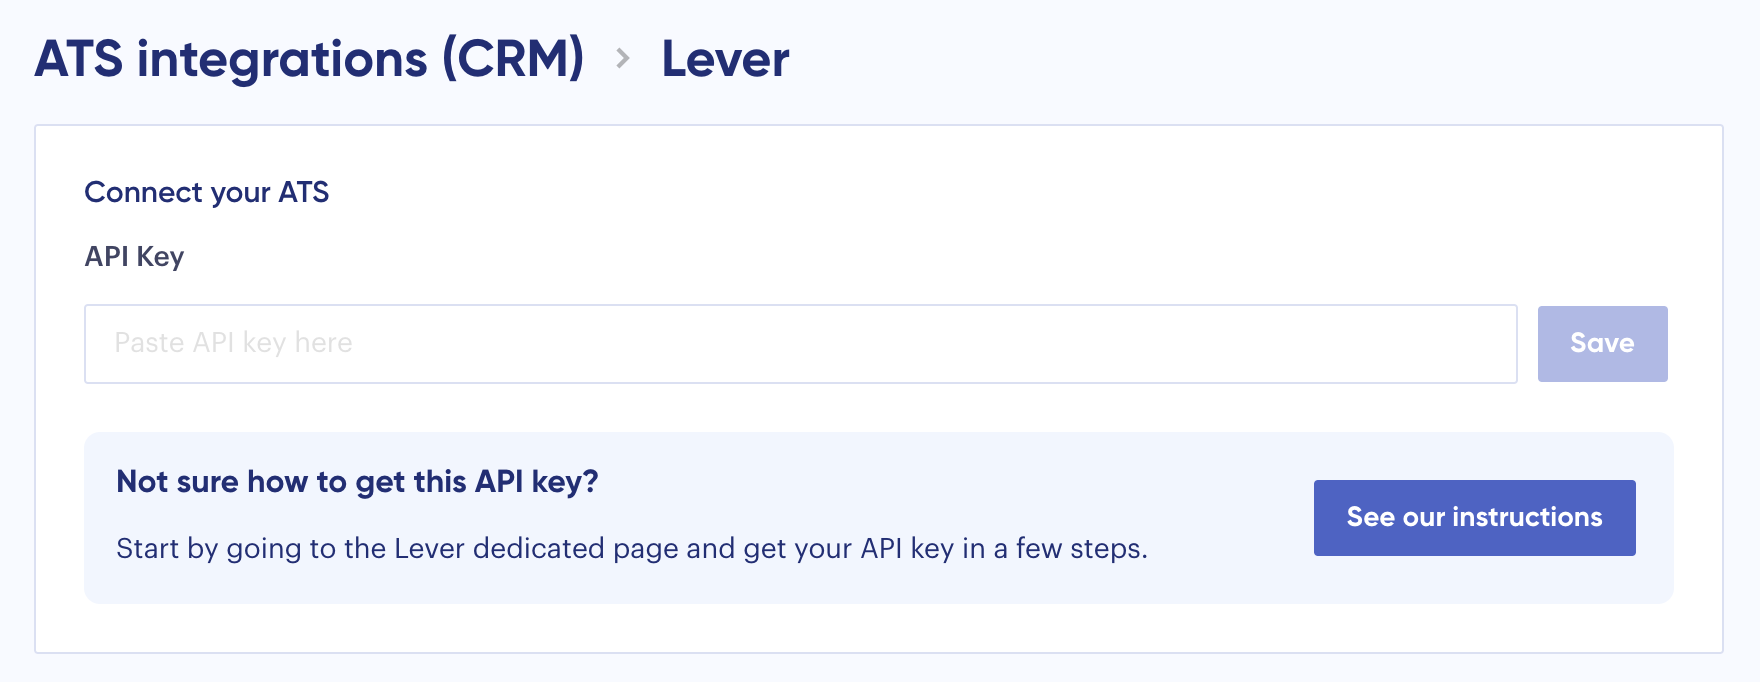 ATS integrations (CRM) > Lever
Connect your ATS
API Key
Paste API key here
Save
Not sure how to get this API key?
Start by going to the Lever dedicated page and get your API key in a few steps.
See our instructions